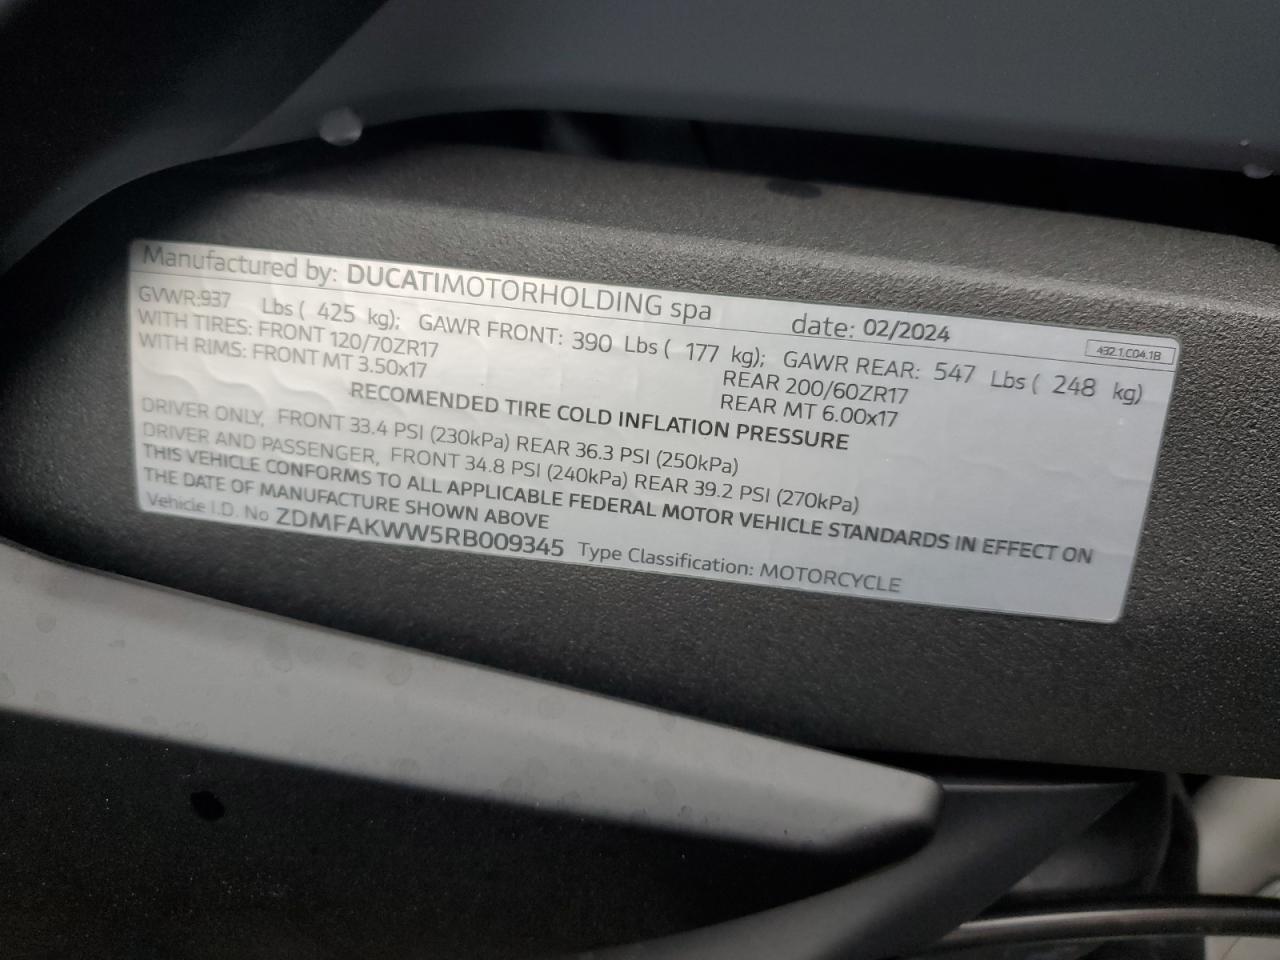 Manufactured by: DUCATIMOTORHOLDING spa date: 02/2024 432.1.C04.1B
GVWR:937 Lbs ( 425 kg); GAWR FRONT: 390 Lbs ( 177 kg); GAWR REAR: 547 Lbs ( 248 kg)
WITH TIRES: FRONT 120/70ZR17 REAR 200/60ZR17
WITH RIMS: FRONT MT 3.50x17 REAR MT 6.00x17
RECOMENDED TIRE COLD INFLATION PRESSURE
DRIVER ONLY, FRONT 33.4 PSI (230kPa) REAR 36.3 PSI (250kPa)
DRIVER AND PASSENGER, FRONT 34.8 PSI (240kPa) REAR 39.2 PSI (270kPa)
THIS VEHICLE CONFORMS TO ALL APPLICABLE FEDERAL MOTOR VEHICLE STANDARDS IN EFFECT ON
THE DATE OF MANUFACTURE SHOWN ABOVE
Vehicle I.D. No ZDMFAKWW5RB009345 Type Classification: MOTORCYCLE